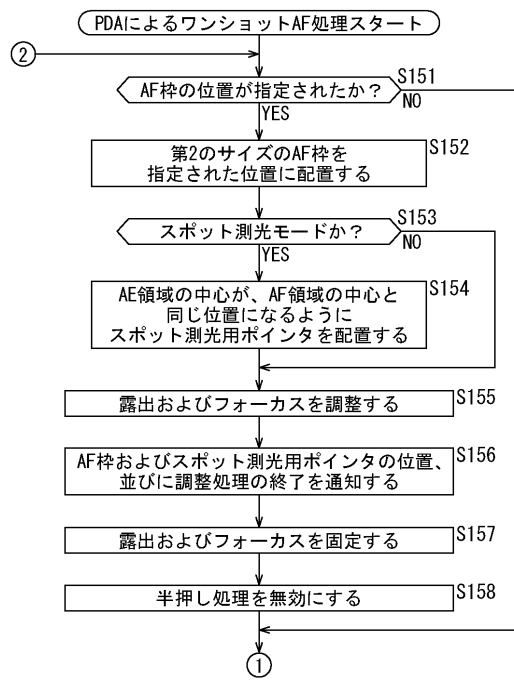 PDAによるワンショットAF処理スタート
②
AF枠の位置が指定されたか?
S151
NO
YES
第2のサイズのAF枠を
指定された位置に配置する
S152
スポット測光モードか?
S153
NO
YES
AE領域の中心が、AF領域の中心と
同じ位置になるように
スポット測光用ポインタを配置する
S154
露出およびフォーカスを調整する
S155
AF枠およびスポット測光用ポインタの位置、
並びに調整処理の終了を通知する
S156
露出およびフォーカスを固定する
S157
半押し処理を無効にする
S158
①